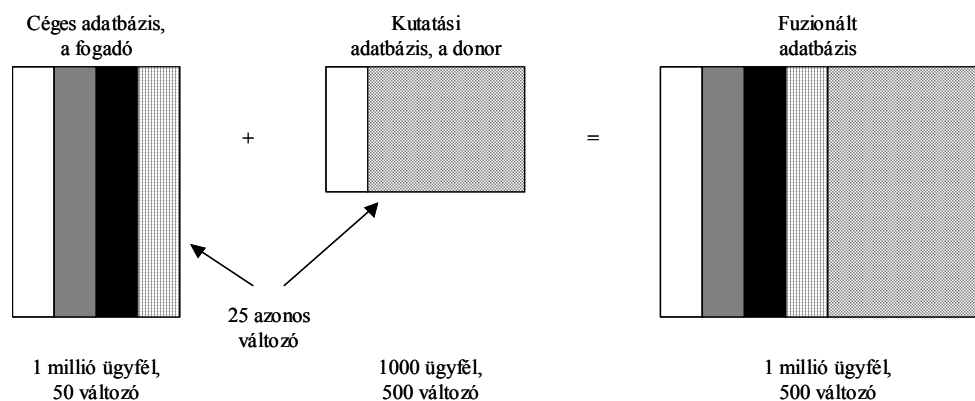 Céges adatbázis,
a fogadó
Kutatási
adatbázis, a donor
Fuzionált
adatbázis
+
=
25 azonos
változó
1 millió ügyfél,
50 változó
1000 ügyfél,
500 változó
1 millió ügyfél,
500 változó